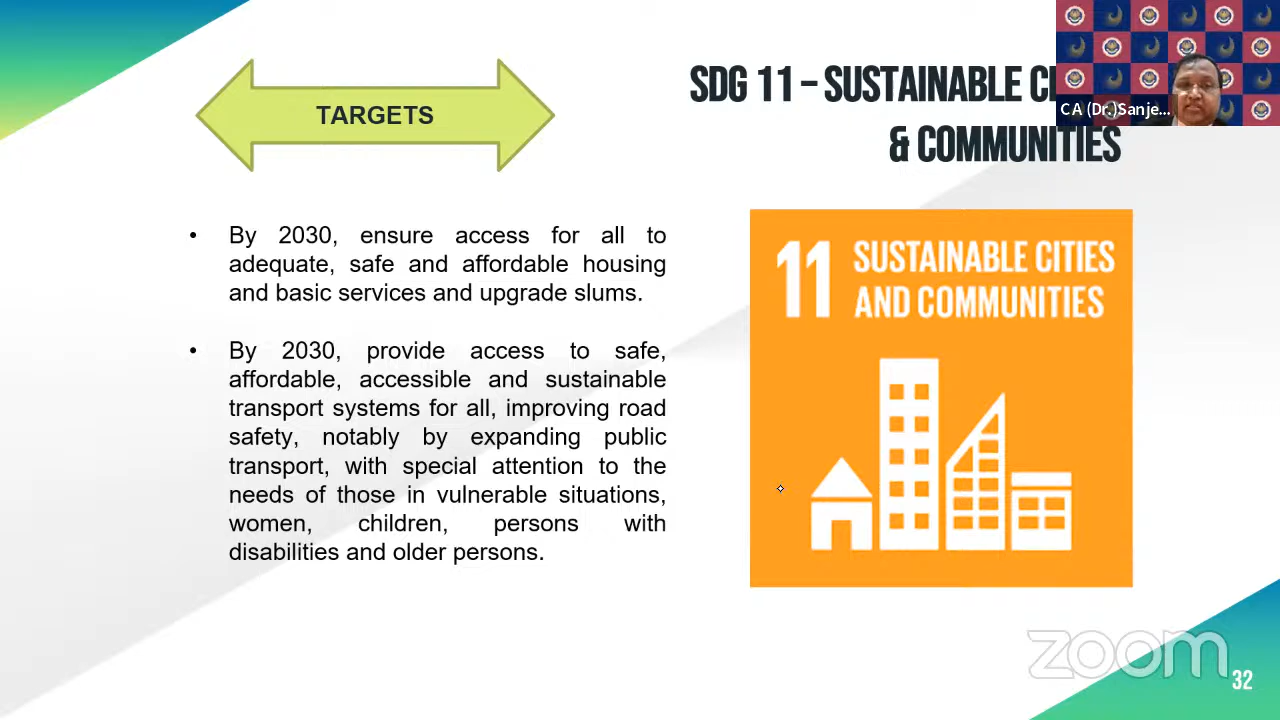 TARGETS
SDG 11 – SUSTAINABLE CI
& COMMUNITIES
CA (Dr.)Sanje...
• By 2030, ensure access for all to
adequate, safe and affordable housing
and basic services and upgrade slums.
• By 2030, provide access to safe,
affordable, accessible and sustainable
transport systems for all, improving road
safety, notably by expanding public
transport, with special attention to the
needs of those in vulnerable situations,
women, children, persons with
disabilities and older persons.
11 SUSTAINABLE CITIES
AND COMMUNITIES
zoom
32